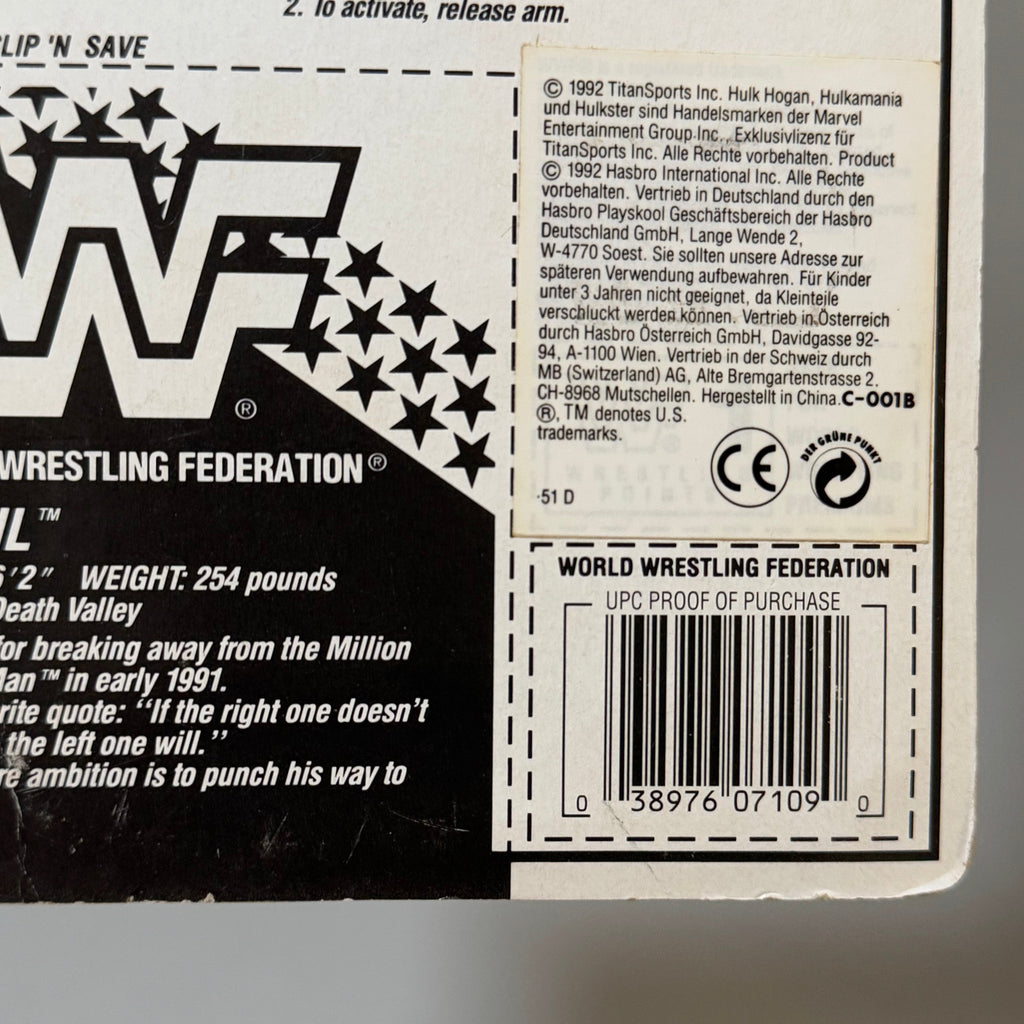 2. To activate, release arm.
CLIP 'N SAVE
WF
®
WRESTLING FEDERATION®
IL™
6'2" WEIGHT: 254 pounds
Death Valley
for breaking away from the Million
Man™ in early 1991.
rite quote: “If the right one doesn't
the left one will.”
re ambition is to punch his way to
© 1992 TitanSports Inc. Hulk Hogan, Hulkamania
und Hulkster sind Handelsmarken der Marvel
Entertainment Group Inc., Exklusivlizenz für
TitanSports Inc. Alle Rechte vorbehalten. Product
© 1992 Hasbro International Inc. Alle Rechte
vorbehalten. Vertrieb in Deutschland durch den
Hasbro Playskool Geschäftsbereich der Hasbro
Deutschland GmbH, Lange Wende 2,
W-4770 Soest. Sie sollten unsere Adresse zur
späteren Verwendung aufbewahren. Für Kinder
unter 3 Jahren nicht geeignet, da Kleinteile
verschluckt werden können. Vertrieb in Österreich
durch Hasbro Österreich GmbH, Davidgasse 92-
94, A-1100 Wien. Vertrieb in der Schweiz durch
MB (Switzerland) AG, Alte Bremgartenstrasse 2.
CH-8968 Mutschellen. Hergestellt in China. C-001B
®, TM denotes U.S.
trademarks.
CE
DER GRÜNE PUNKT
51 D
WORLD WRESTLING FEDERATION
UPC PROOF OF PURCHASE
0 38976 07109 0